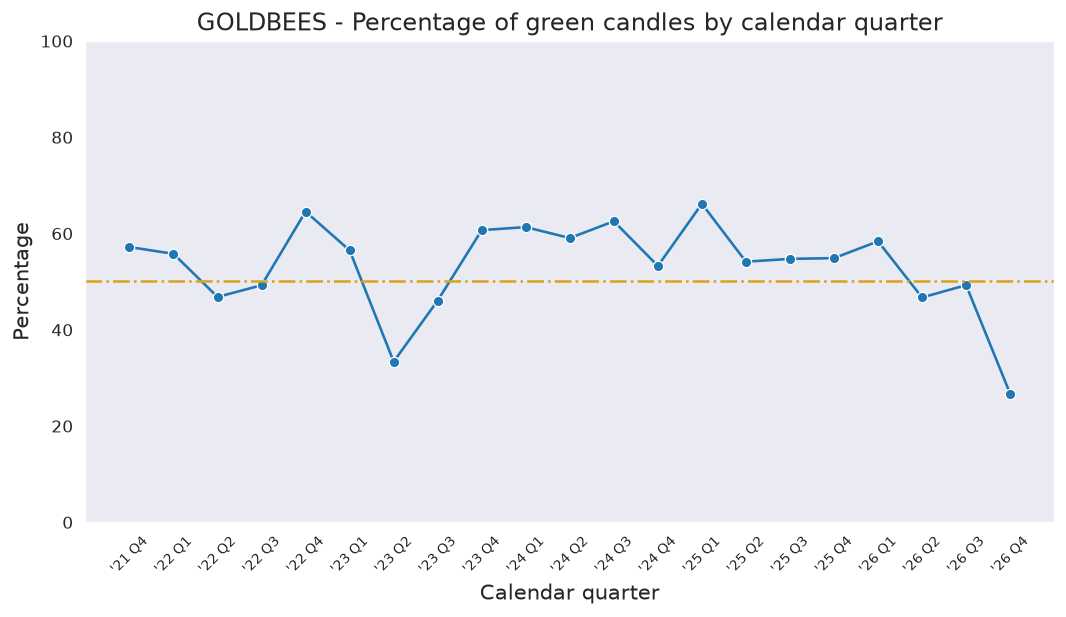 GOLDBEES - Percentage of green candles by calendar quarter
100
80
60
40
20
0
Percentage
'21 Q4
'22 Q1
'22 Q2
'22 Q3
'22 Q4
'23 Q1
'23 Q2
'23 Q3
'23 Q4
'24 Q1
'24 Q2
'24 Q3
'24 Q4
'25 Q1
'25 Q2
'25 Q3
'25 Q4
'26 Q1
'26 Q2
'26 Q3
'26 Q4
Calendar quarter